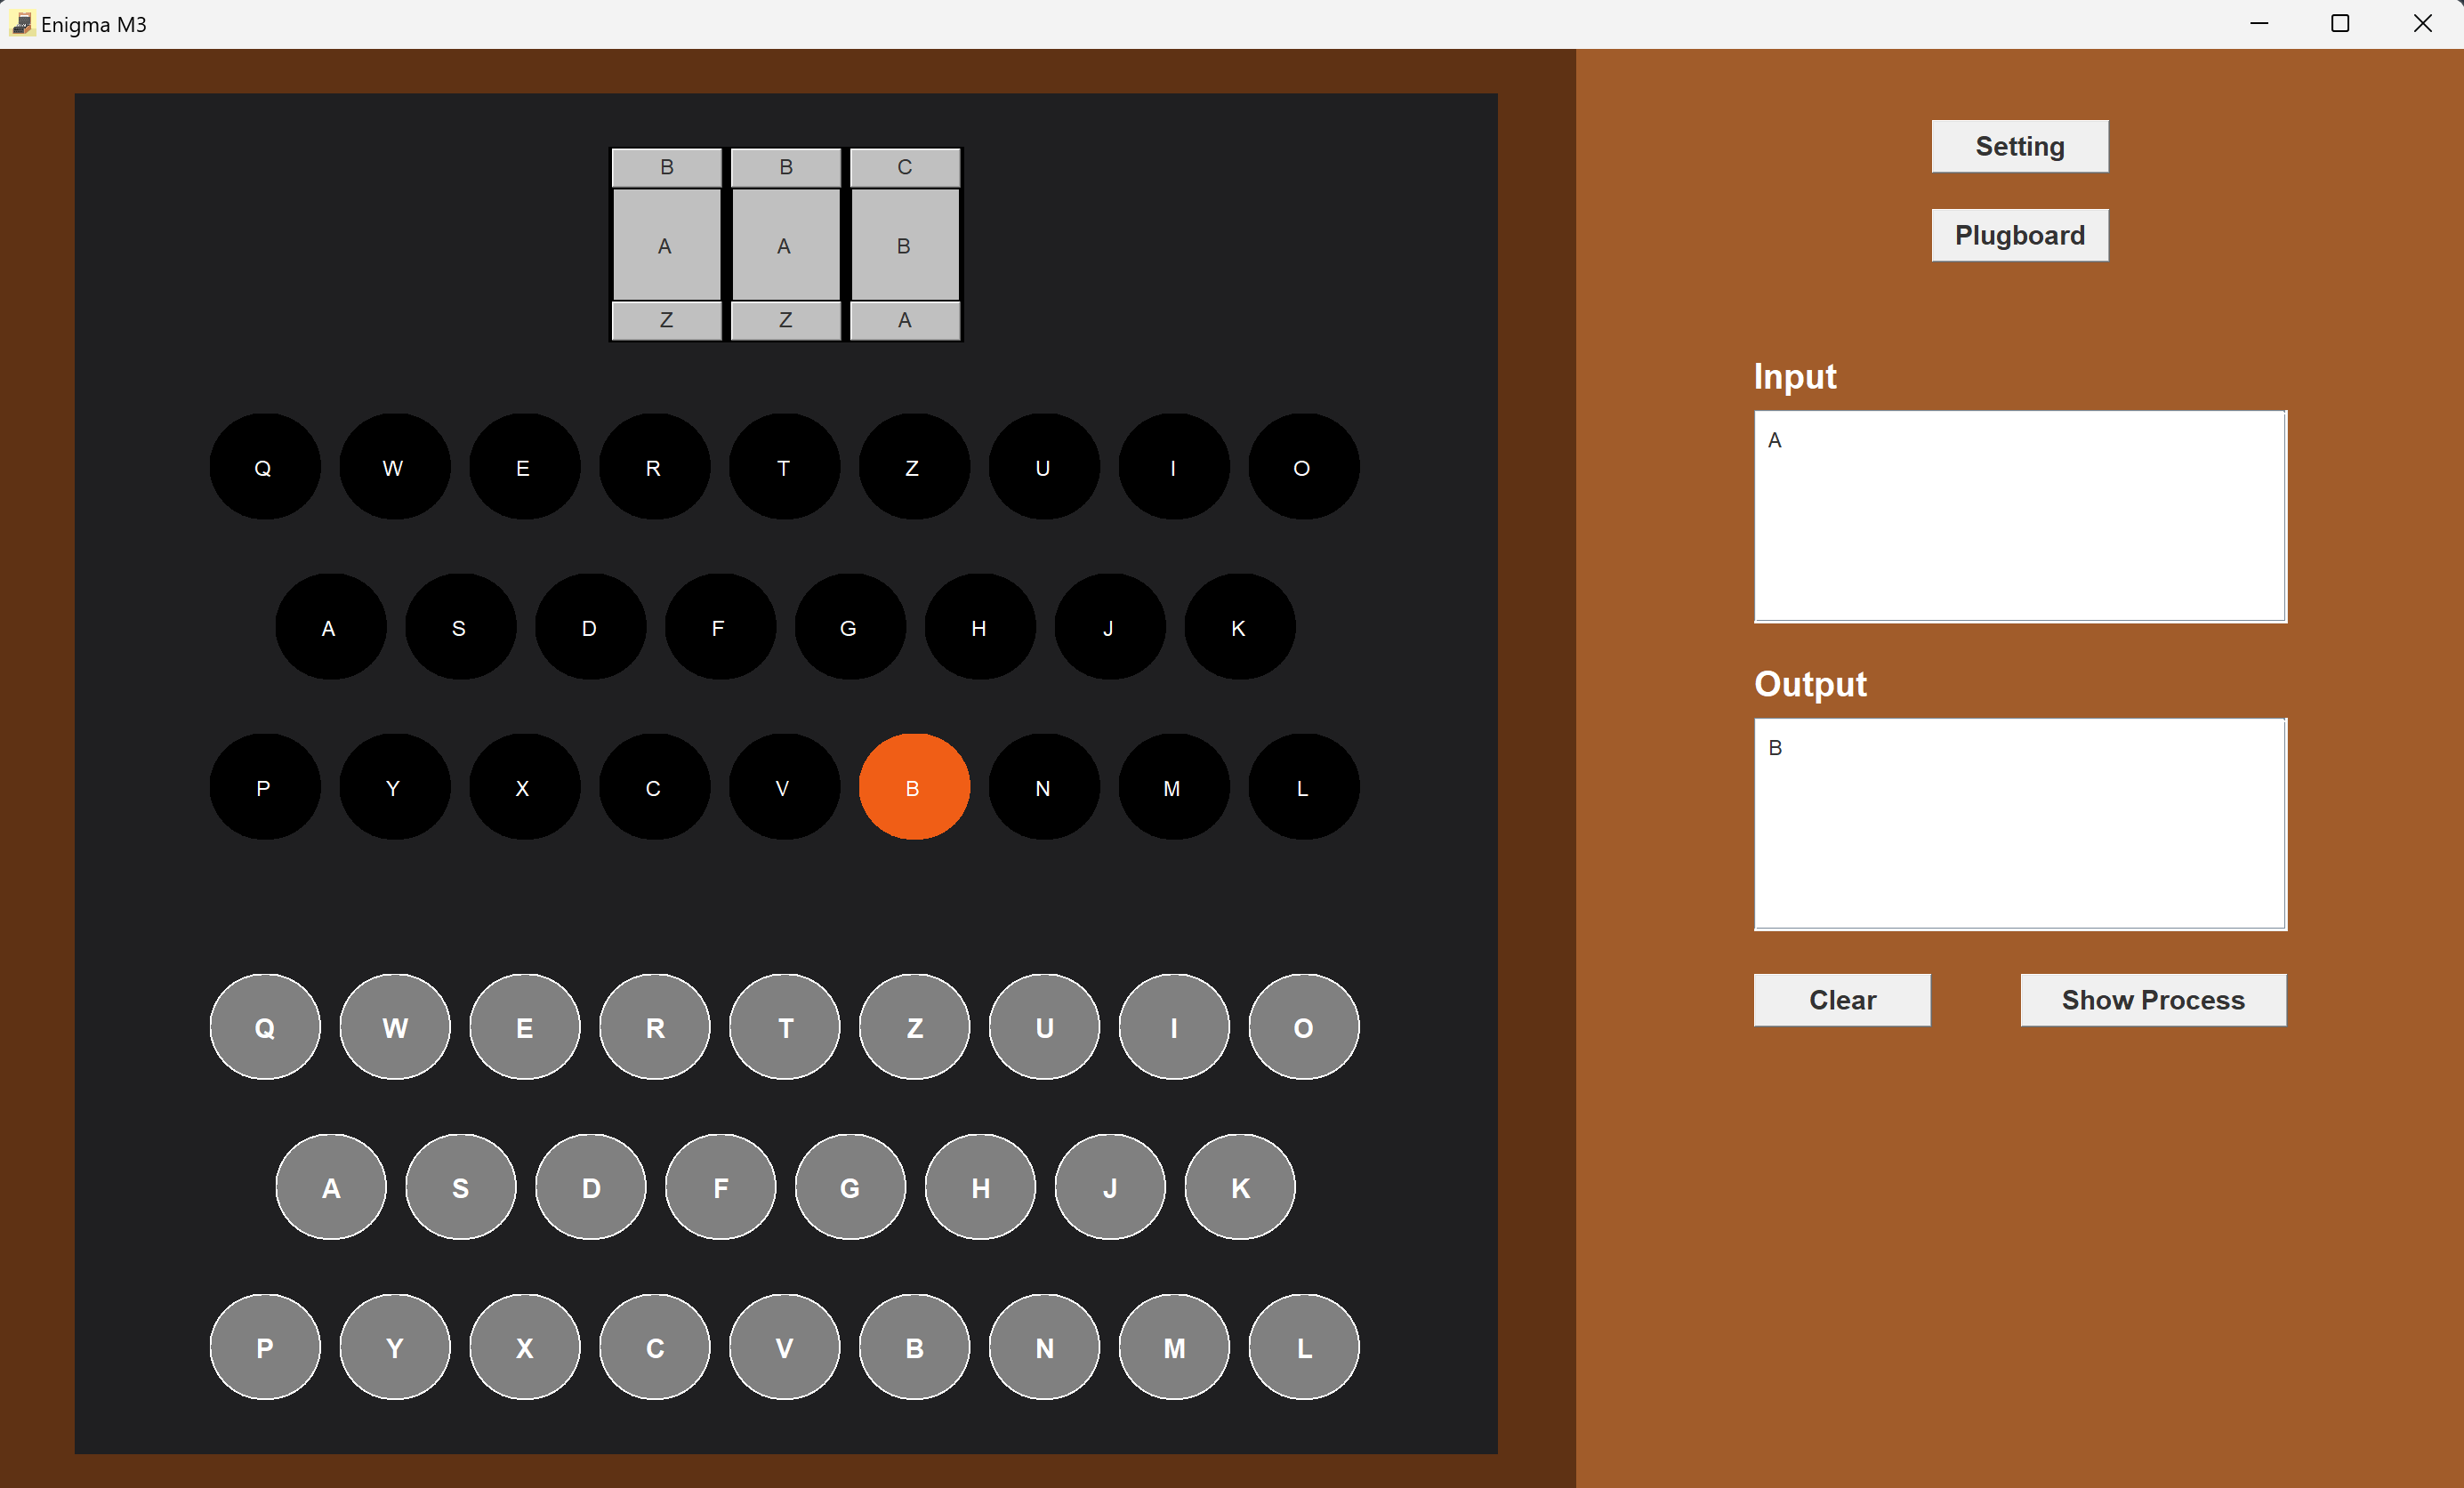 Enigma M3
B B C
A A B
Z Z A
Q W E R T Z U I O
A S D F G H J K
P Y X C V B N M L
Q W E R T Z U I O
A S D F G H J K
P Y X C V B N M L
Setting
Plugboard
Input
A
Output
B
Clear Show Process